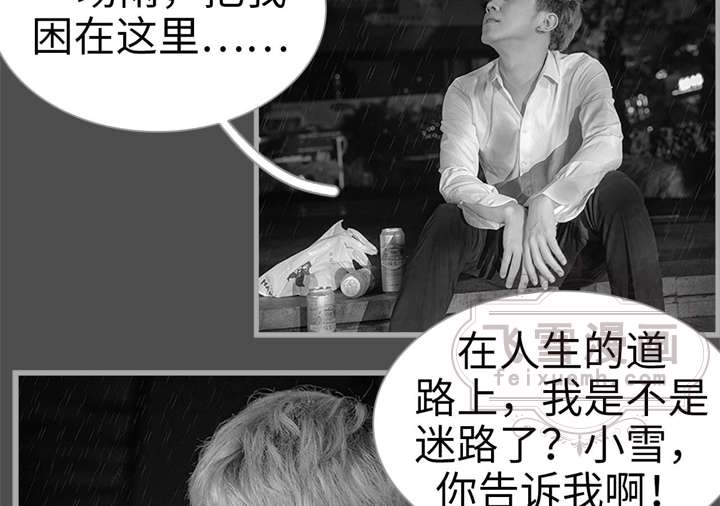 困在这里……
飞雪漫画
feixuemh.com
在人生的道
路上，我是不是
迷路了？小雪，
你告诉我啊！